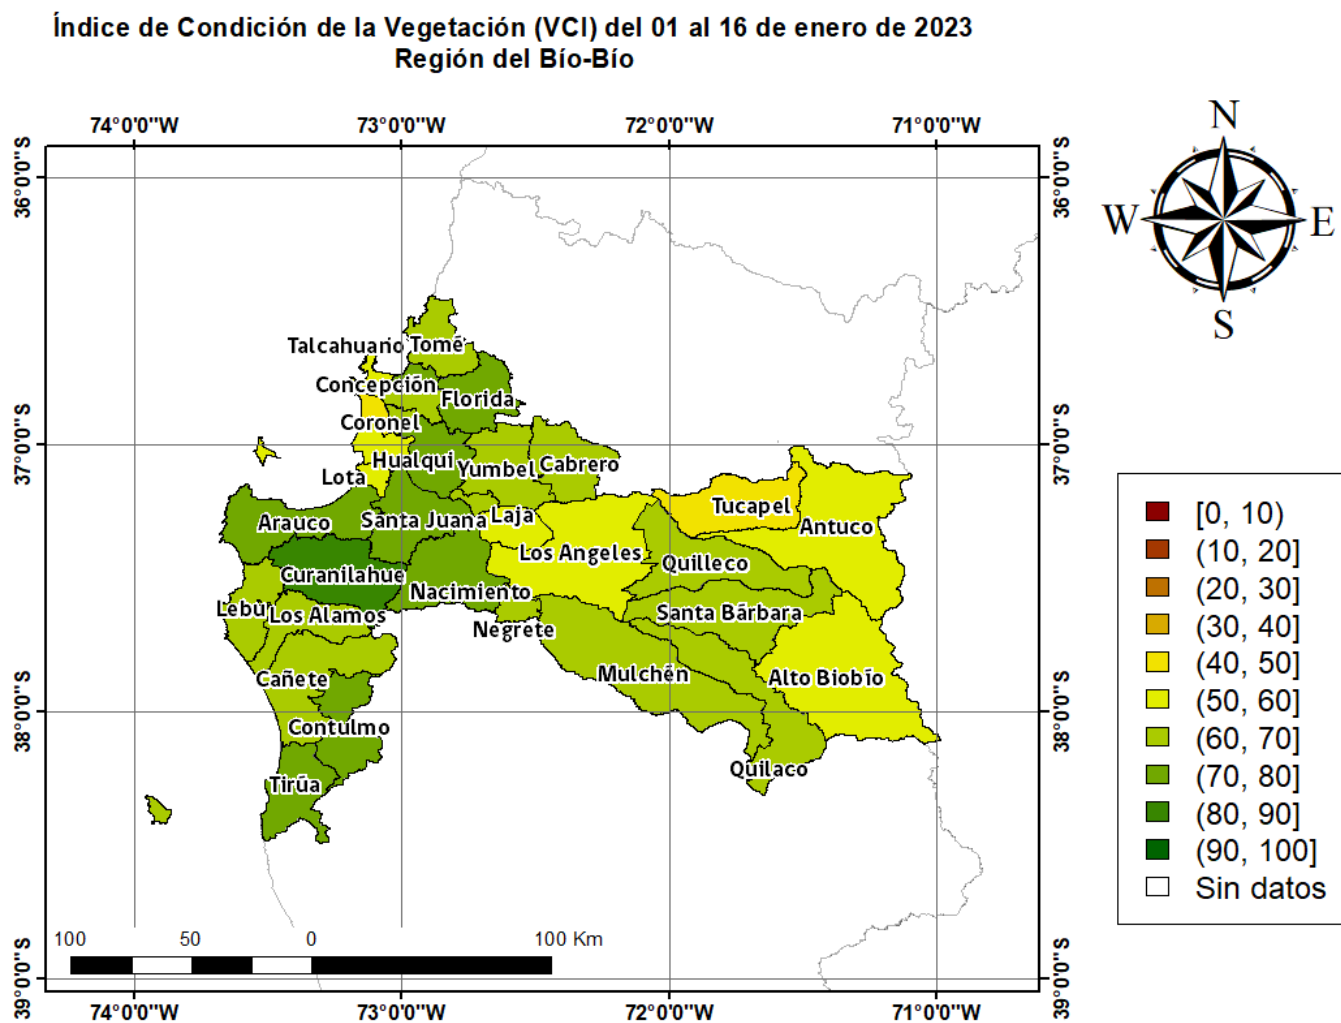 Índice de Condición de la Vegetación (VCI) del 01 al 16 de enero de 2023
Región del Bío-Bío
74°0'0"W 73°0'0"W 72°0'0"W 71°0'0"W
36°0'0"S 36°0'0"S
N
W E
S
Talcahuano Tomé
Concepción
Florida
Coronel
37°0'0"S 37°0'0"S
Hualqui Yumbel Cabrero
Lota
Tucapel
Arauco Santa Juana Laja Antuco
Los Angeles Quilleco
Curanilahue
Nacimiento
Lebu Los Alamos Santa Bárbara
Negrete
Cañete Mulchén Alto Biobío
38°0'0"S 38°0'0"S
Contulmo
Quilaco
Tirúa
[0, 10)
(10, 20]
(20, 30]
(30, 40]
(40, 50]
(50, 60]
(60, 70]
(70, 80]
(80, 90]
(90, 100]
Sin datos
100 50 0 100 Km
39°0'0"S 39°0'0"S
74°0'0"W 73°0'0"W 72°0'0"W 71°0'0"W